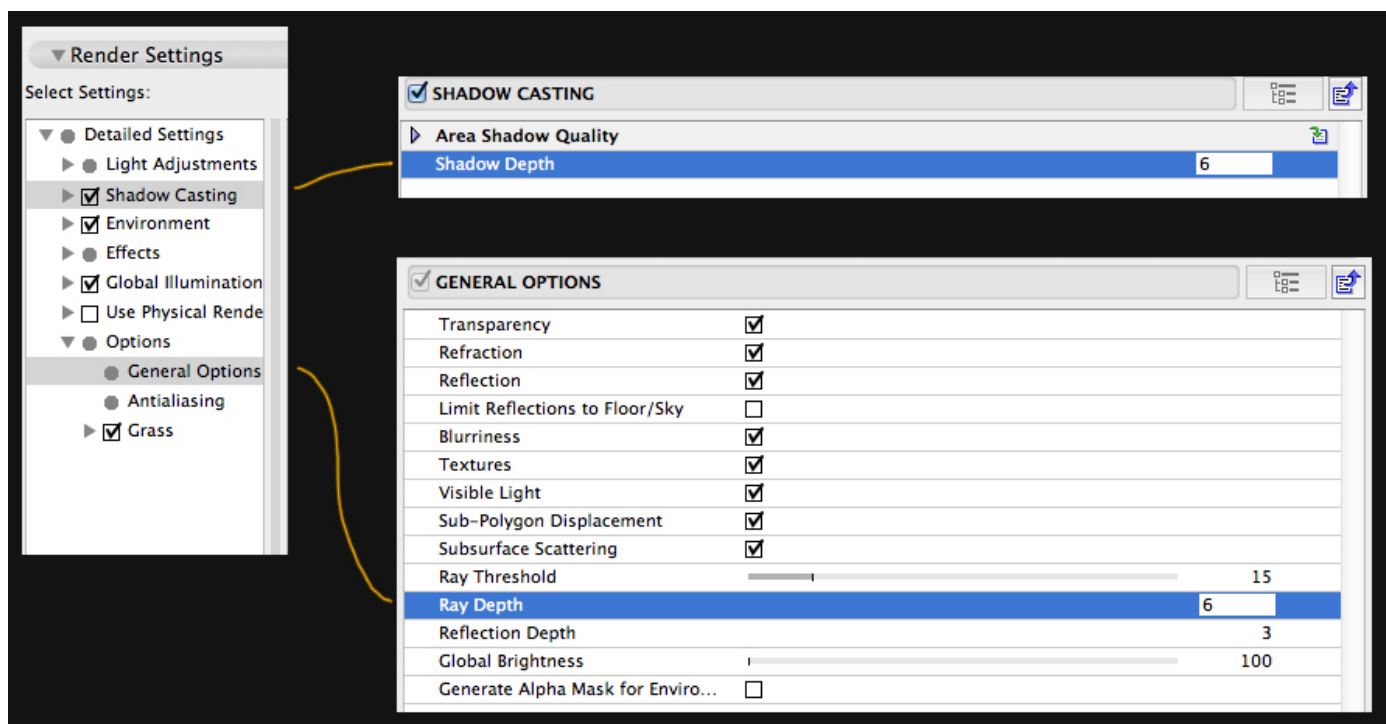 Render Settings
Select Settings:
Detailed Settings
Light Adjustments
Shadow Casting
Environment
Effects
Global Illumination
Use Physical Rende
Options
General Options
Antialiasing
Grass
SHADOW CASTING
Area Shadow Quality
Shadow Depth 6
GENERAL OPTIONS
Transparency
Refraction
Reflection
Limit Reflections to Floor/Sky
Blurriness
Textures
Visible Light
Sub-Polygon Displacement
Subsurface Scattering
Ray Threshold 15
Ray Depth 6
Reflection Depth 3
Global Brightness 100
Generate Alpha Mask for Enviro...